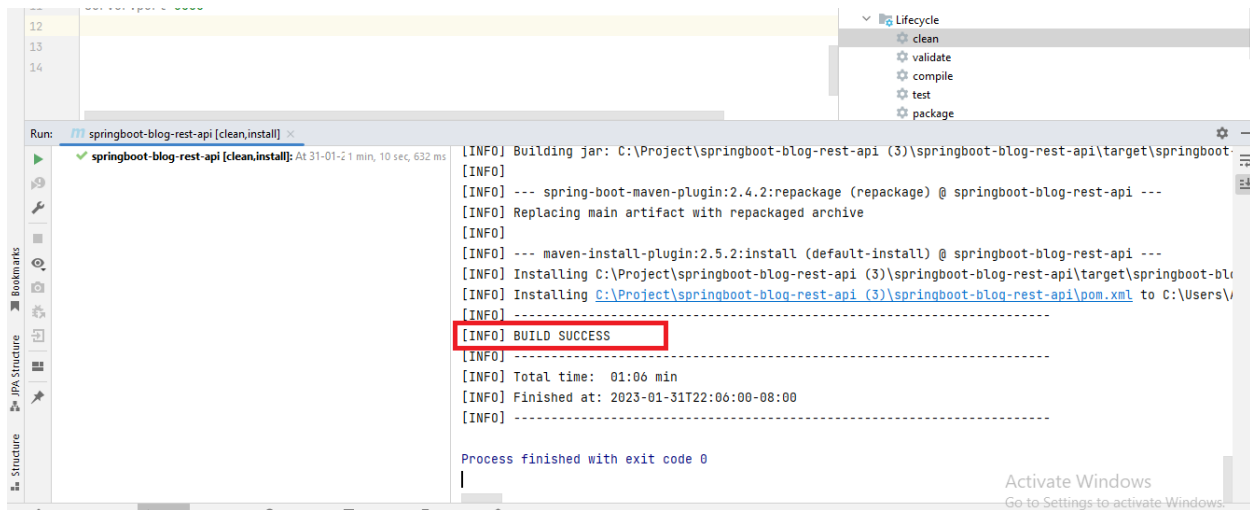 12
13
14
Lifecycle
clean
validate
compile
test
package
Run: springboot-blog-rest-api [clean,install]
springboot-blog-rest-api [clean,install]: At 31-01-2 1 min, 10 sec, 632 ms
[INFO] Building jar: C:\Project\springboot-blog-rest-api (3)\springboot-blog-rest-api\target\springboot-
[INFO]
[INFO] --- spring-boot-maven-plugin:2.4.2:repackage (repackage) @ springboot-blog-rest-api ---
[INFO] Replacing main artifact with repackaged archive
[INFO]
[INFO] --- maven-install-plugin:2.5.2:install (default-install) @ springboot-blog-rest-api ---
[INFO] Installing C:\Project\springboot-blog-rest-api (3)\springboot-blog-rest-api\target\springboot-blo
[INFO] Installing C:\Project\springboot-blog-rest-api (3)\springboot-blog-rest-api\pom.xml to C:\Users\
[INFO] ------------------------------------------------------------------------
[INFO] BUILD SUCCESS
[INFO] ------------------------------------------------------------------------
[INFO] Total time:  01:06 min
[INFO] Finished at: 2023-01-31T22:06:00-08:00
[INFO] ------------------------------------------------------------------------
Process finished with exit code 0
Bookmarks
JPA Structure
Structure
Activate Windows
Go to Settings to activate Windows.